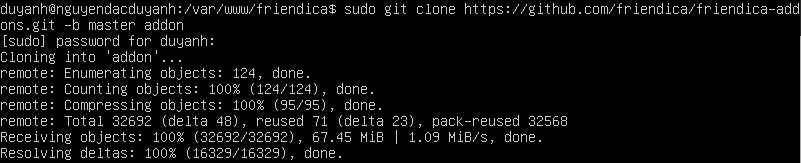 duyanh@nguyendacduyanh:/var/www/friendica$ sudo git clone https://github.com/friendica/friendica-add
ons.git -b master addon
[sudo] password for duyanh:
Cloning into 'addon'...
remote: Enumerating objects: 124, done.
remote: Counting objects: 100% (124/124), done.
remote: Compressing objects: 100% (95/95), done.
remote: Total 32692 (delta 48), reused 71 (delta 23), pack-reused 32568
Receiving objects: 100% (32692/32692), 67.45 MiB | 1.09 MiB/s, done.
Resolving deltas: 100% (16329/16329), done.